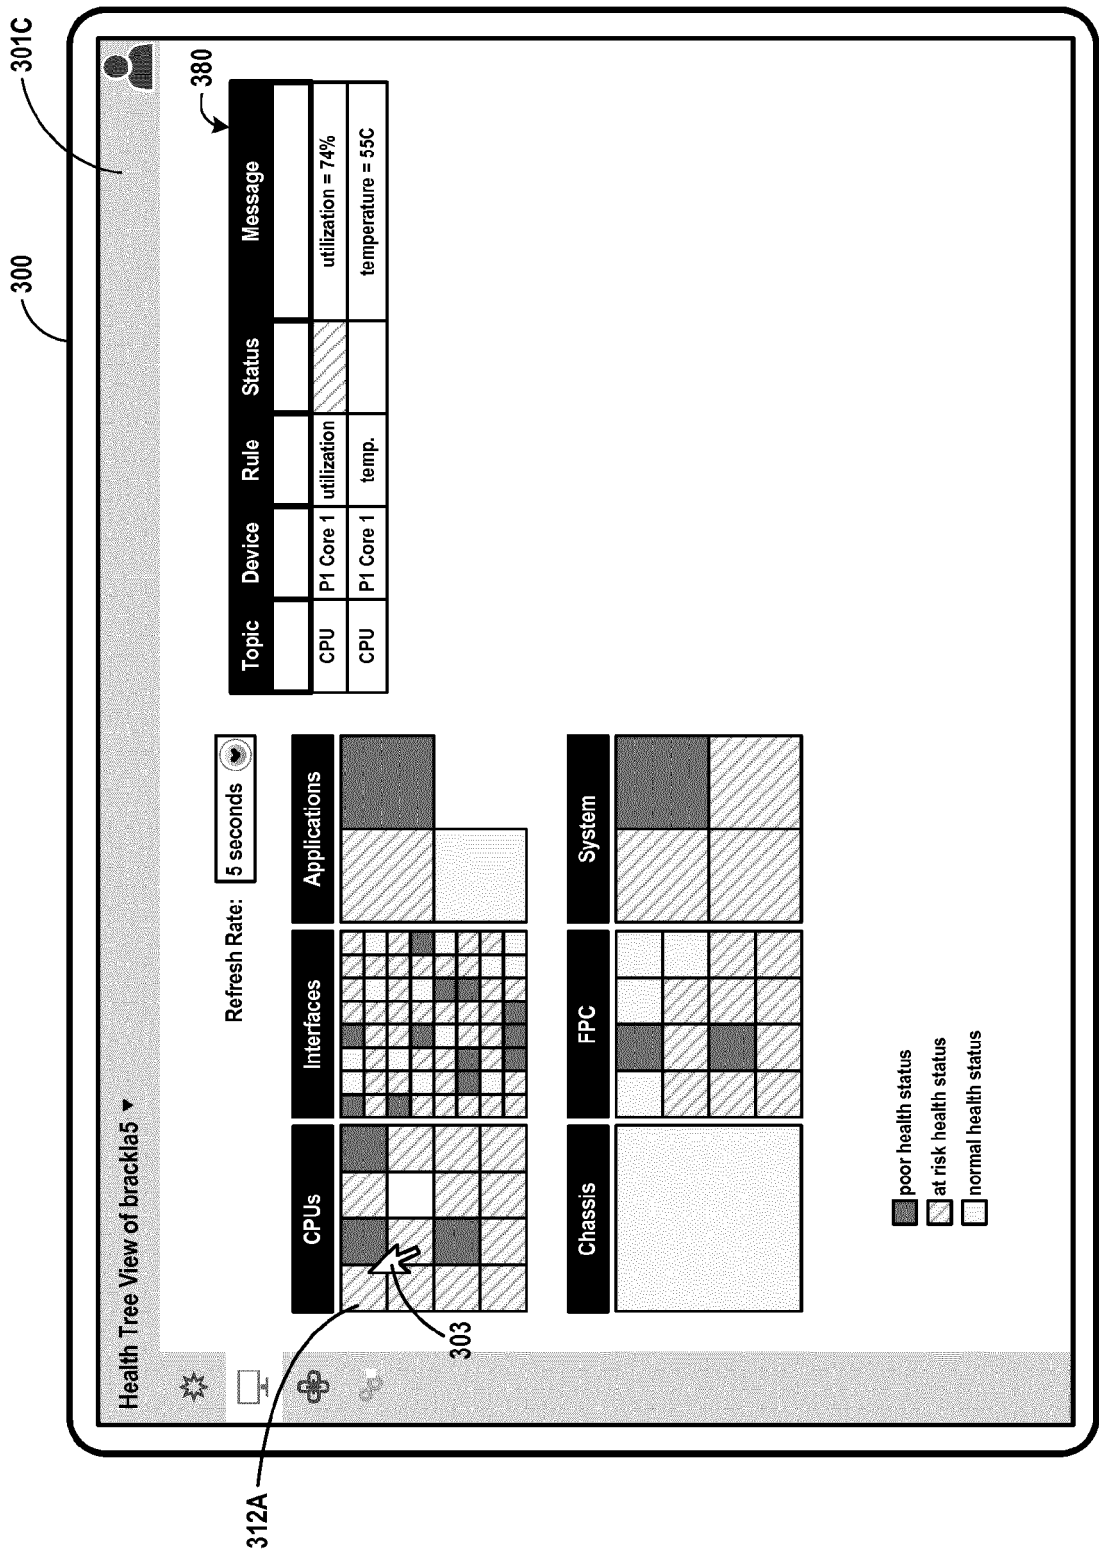 300
301C
Health Tree View of brackla5
380
Refresh Rate: 5 seconds
Topic Device Rule Status Message
CPU P1 Core 1 utilization utilization = 74%
CPU P1 Core 1 temp. temperature = 55C
CPUs Interfaces Applications
312A
303
Chassis FPC System
poor health status
at risk health status
normal health status